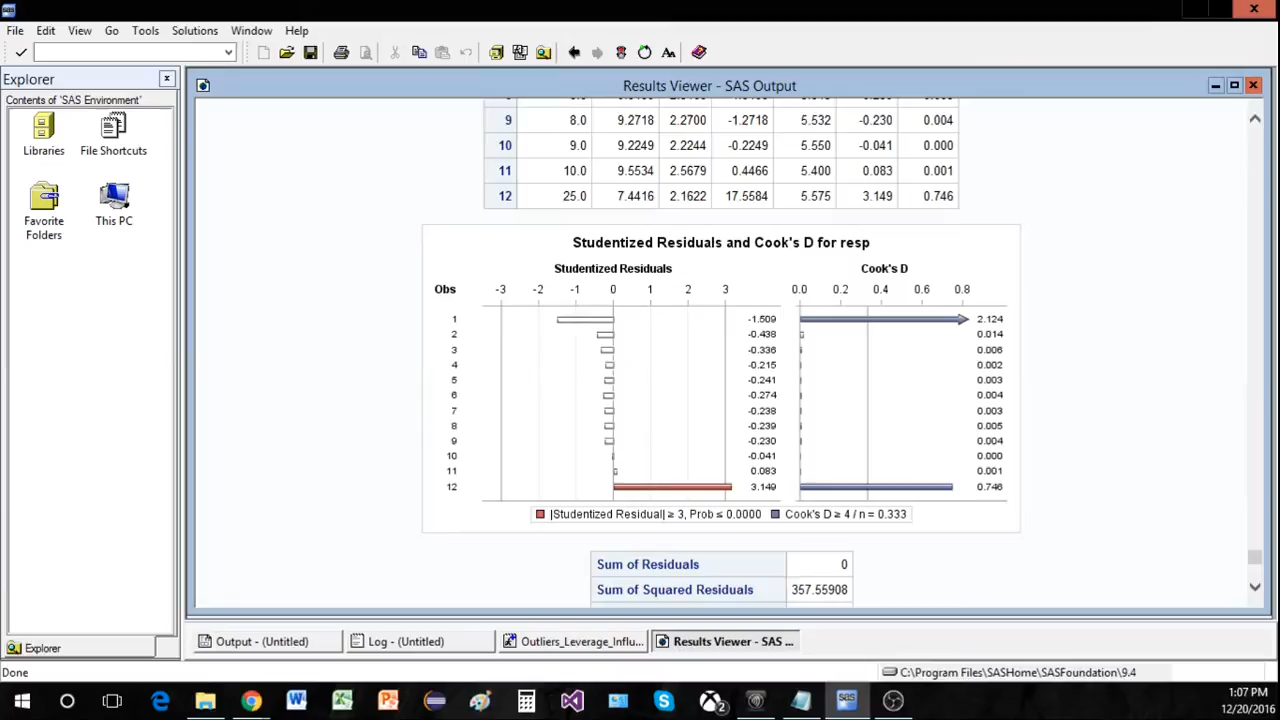 File Edit View Go Tools Solutions Window Help
Explorer x
Contents of 'SAS Environment'
Libraries File Shortcuts
Favorite Folders This PC
Results Viewer - SAS Output
9 8.0 9.2718 2.2700 -1.2718 5.532 -0.230 0.004
10 9.0 9.2249 2.2244 -0.2249 5.550 -0.041 0.000
11 10.0 9.5534 2.5679 0.4466 5.400 0.083 0.001
12 25.0 7.4416 2.1622 17.5584 5.575 3.149 0.746
Studentized Residuals and Cook's D for resp
Studentized Residuals Cook's D
Obs -3 -2 -1 0 1 2 3 0.0 0.2 0.4 0.6 0.8
1 -1.509 2.124
2 -0.438 0.014
3 -0.336 0.006
4 -0.215 0.002
5 -0.241 0.003
6 -0.274 0.004
7 -0.238 0.003
8 -0.239 0.005
9 -0.230 0.004
10 -0.041 0.000
11 0.083 0.001
12 3.149 0.746
|Studentized Residual| ≥ 3, Prob ≤ 0.0000 Cook's D ≥ 4 / n = 0.333
Sum of Residuals 0
Sum of Squared Residuals 357.55908
Explorer
Output - (Untitled) Log - (Untitled) Outliers_Leverage_Influ... Results Viewer - SAS ...
Done C:\Program Files\SASHome\SASFoundation\9.4
1:07 PM
12/20/2016